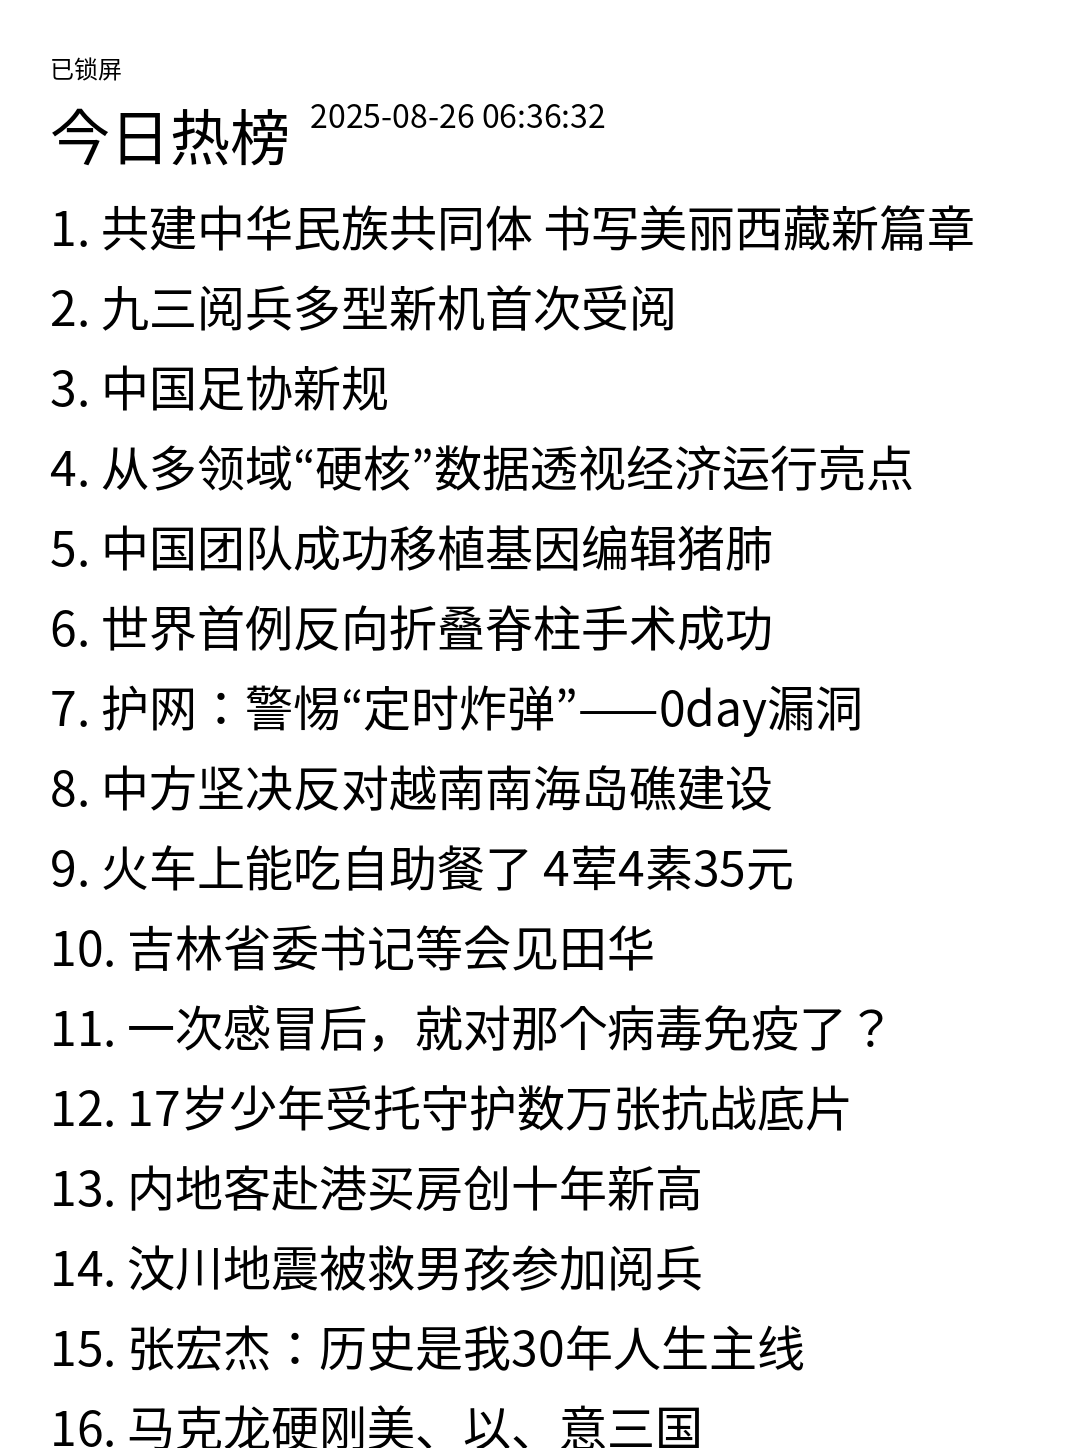 已锁屏
今日热榜 2025-08-26 06:36:32
1. 共建中华民族共同体 书写美丽西藏新篇章
2. 九三阅兵多型新机首次受阅
3. 中国足协新规
4. 从多领域“硬核”数据透视经济运行亮点
5. 中国团队成功移植基因编辑猪肺
6. 世界首例反向折叠脊柱手术成功
7. 护网：警惕“定时炸弹”——0day漏洞
8. 中方坚决反对越南南海岛礁建设
9. 火车上能吃自助餐了 4荤4素35元
10. 吉林省委书记等会见田华
11. 一次感冒后，就对那个病毒免疫了？
12. 17岁少年受托守护数万张抗战底片
13. 内地客赴港买房创十年新高
14. 汶川地震被救男孩参加阅兵
15. 张宏杰：历史是我30年人生主线
16. 马克龙硬刚美、以、意三国